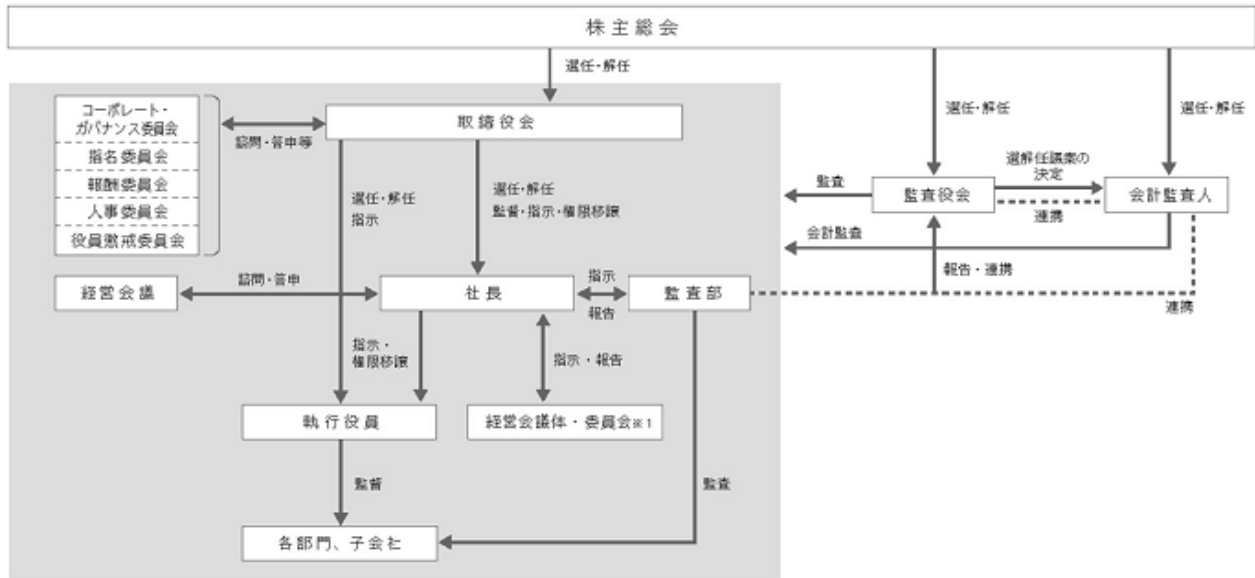 株主総会
選任・解任
選任・解任
選任・解任
コーポレート・
ガバナンス委員会
指名委員会
報酬委員会
人事委員会
役員懲戒委員会
諮問・答申等
取締役会
選任・解任
指示
選任・解任
監督・指示・権限移譲
監査
監査役会
選解任議案の
決定
連携
会計監査人
会計監査
報告・連携
連携
経営会議
諮問・答申
社長
指示
報告
監査部
指示・
権限移譲
指示・報告
執行役員
経営会議体・委員会※1
監督
監査
各部門、子会社